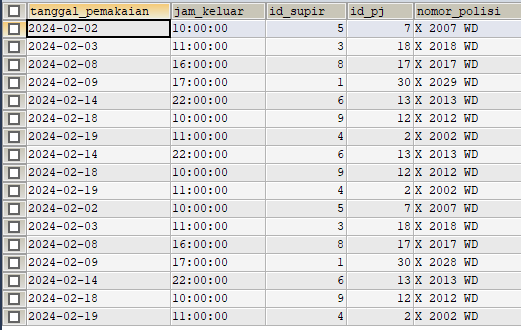 tanggal_pemakaian jam_keluar id_supir id_pj nomor_polisi
2024-02-02 10:00:00 5 7 X 2007 WD
2024-02-03 11:00:00 3 18 X 2018 WD
2024-02-08 16:00:00 8 17 X 2017 WD
2024-02-09 17:00:00 1 30 X 2029 WD
2024-02-14 22:00:00 6 13 X 2013 WD
2024-02-18 10:00:00 9 12 X 2012 WD
2024-02-19 11:00:00 4 2 X 2002 WD
2024-02-14 22:00:00 6 13 X 2013 WD
2024-02-18 10:00:00 9 12 X 2012 WD
2024-02-19 11:00:00 4 2 X 2002 WD
2024-02-02 10:00:00 5 7 X 2007 WD
2024-02-03 11:00:00 3 18 X 2018 WD
2024-02-08 16:00:00 8 17 X 2017 WD
2024-02-09 17:00:00 1 30 X 2028 WD
2024-02-14 22:00:00 6 13 X 2013 WD
2024-02-18 10:00:00 9 12 X 2012 WD
2024-02-19 11:00:00 4 2 X 2002 WD